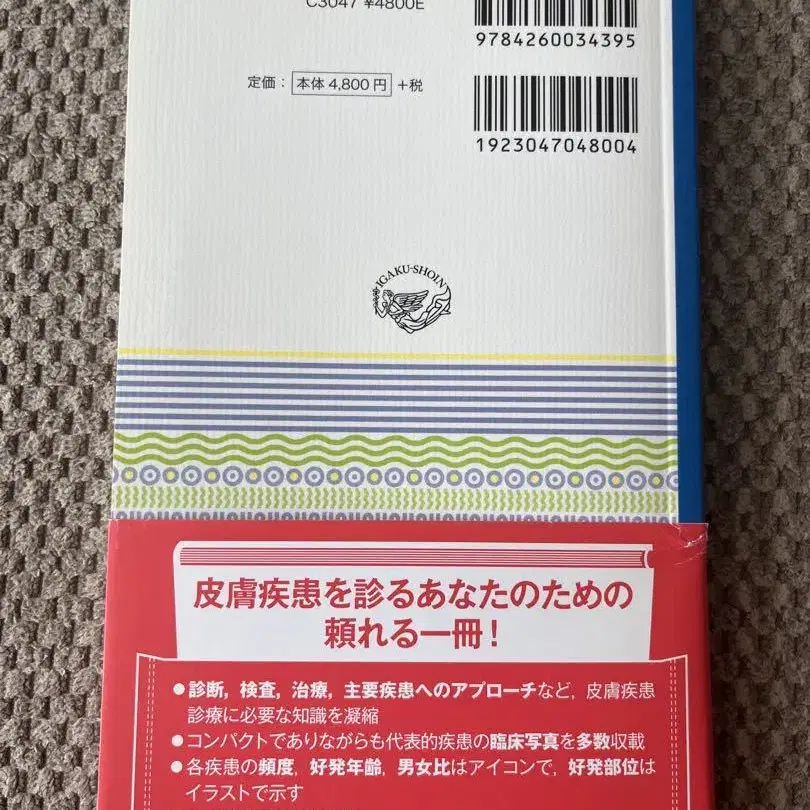 C3047 ¥4800E
9784260034395
定価：本体 4,800 円 +税
1923047048004
IGAKU-SHOIN
皮膚疾患を診るあなたのための
頼れる一冊！
●診断，検査，治療，主要疾患へのアプローチなど，皮膚疾患
診療に必要な知識を凝縮
●コンパクトでありながらも代表的疾患の臨床写真を多数収載
●各疾患の頻度，好発年齢，男女比はアイコンで，好発部位は
イラストで示す